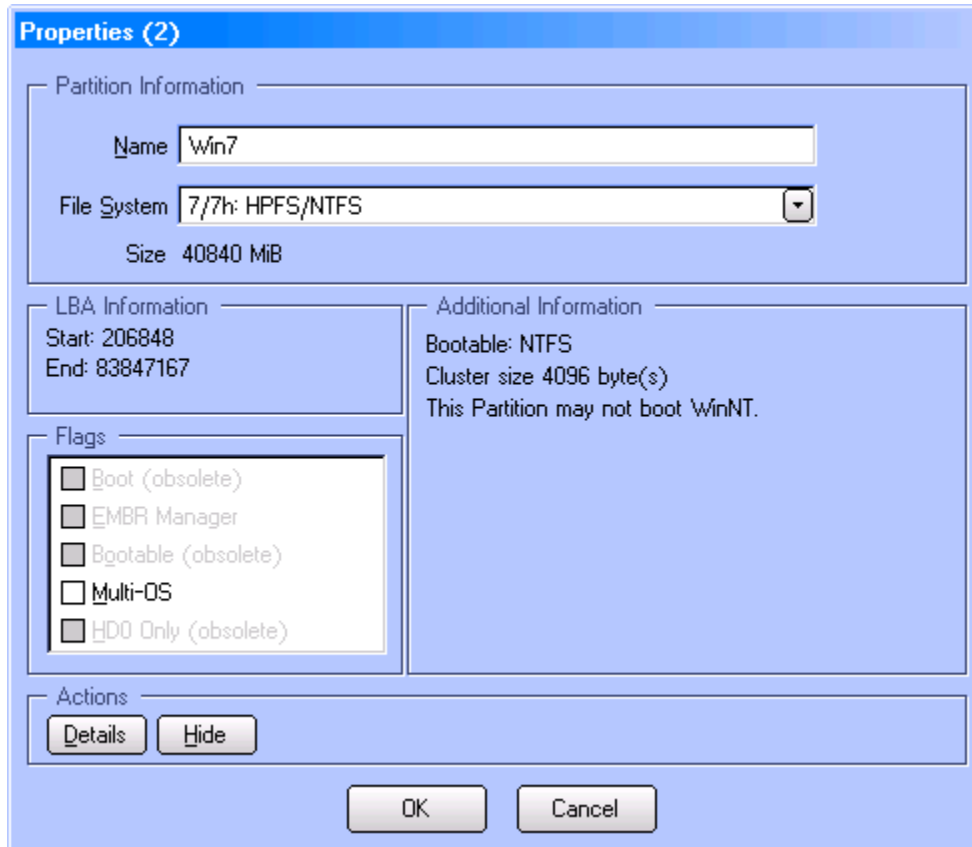 Properties (2)
Partition Information
Name Win7
File System 7/7h: HPFS/NTFS
Size 40840 MiB
LBA Information
Start: 206848
End: 83847167
Additional Information
Bootable: NTFS
Cluster size 4096 byte(s)
This Partition may not boot WinNT.
Flags
Boot (obsolete)
EMBR Manager
Bootable (obsolete)
Multi-OS
HD0 Only (obsolete)
Actions
Details Hide
OK Cancel